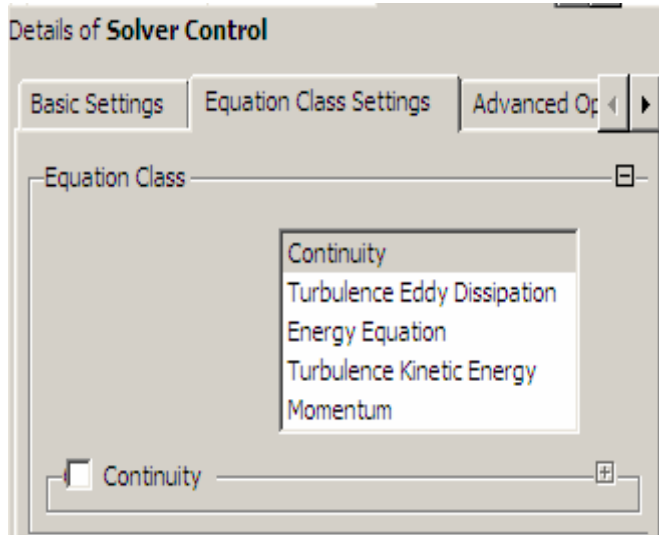 Details of Solver Control
Basic Settings Equation Class Settings Advanced Op
Equation Class
Continuity
Turbulence Eddy Dissipation
Energy Equation
Turbulence Kinetic Energy
Momentum
Continuity